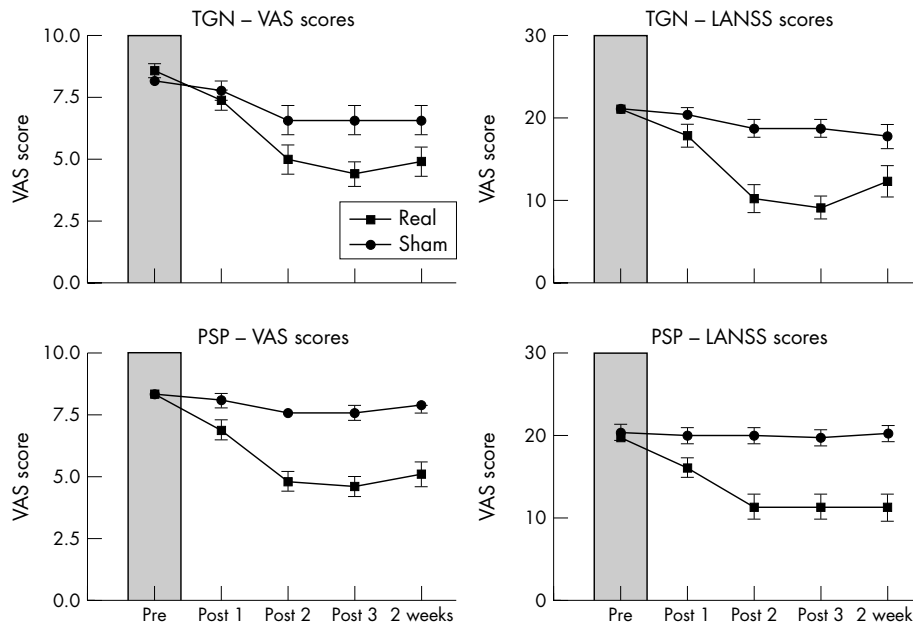 TGN – VAS scores
10.0
7.5
5.0
2.5
0.0
VAS score
Real
Sham
TGN – LANSS scores
30
20
10
0
VAS score
PSP – VAS scores
10.0
7.5
5.0
2.5
0.0
VAS score
Pre
Post 1
Post 2
Post 3
2 weeks
PSP – LANSS scores
30
20
10
0
VAS score
Pre
Post 1
Post 2
Post 3
2 weeks